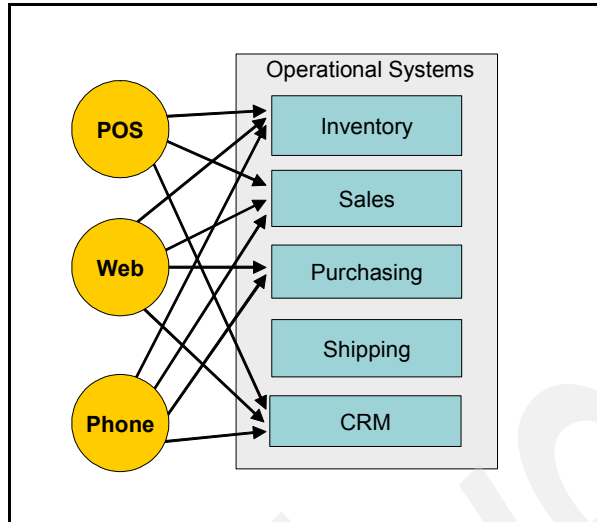 Operational Systems
POS
Inventory
Sales
Web
Purchasing
Shipping
Phone
CRM